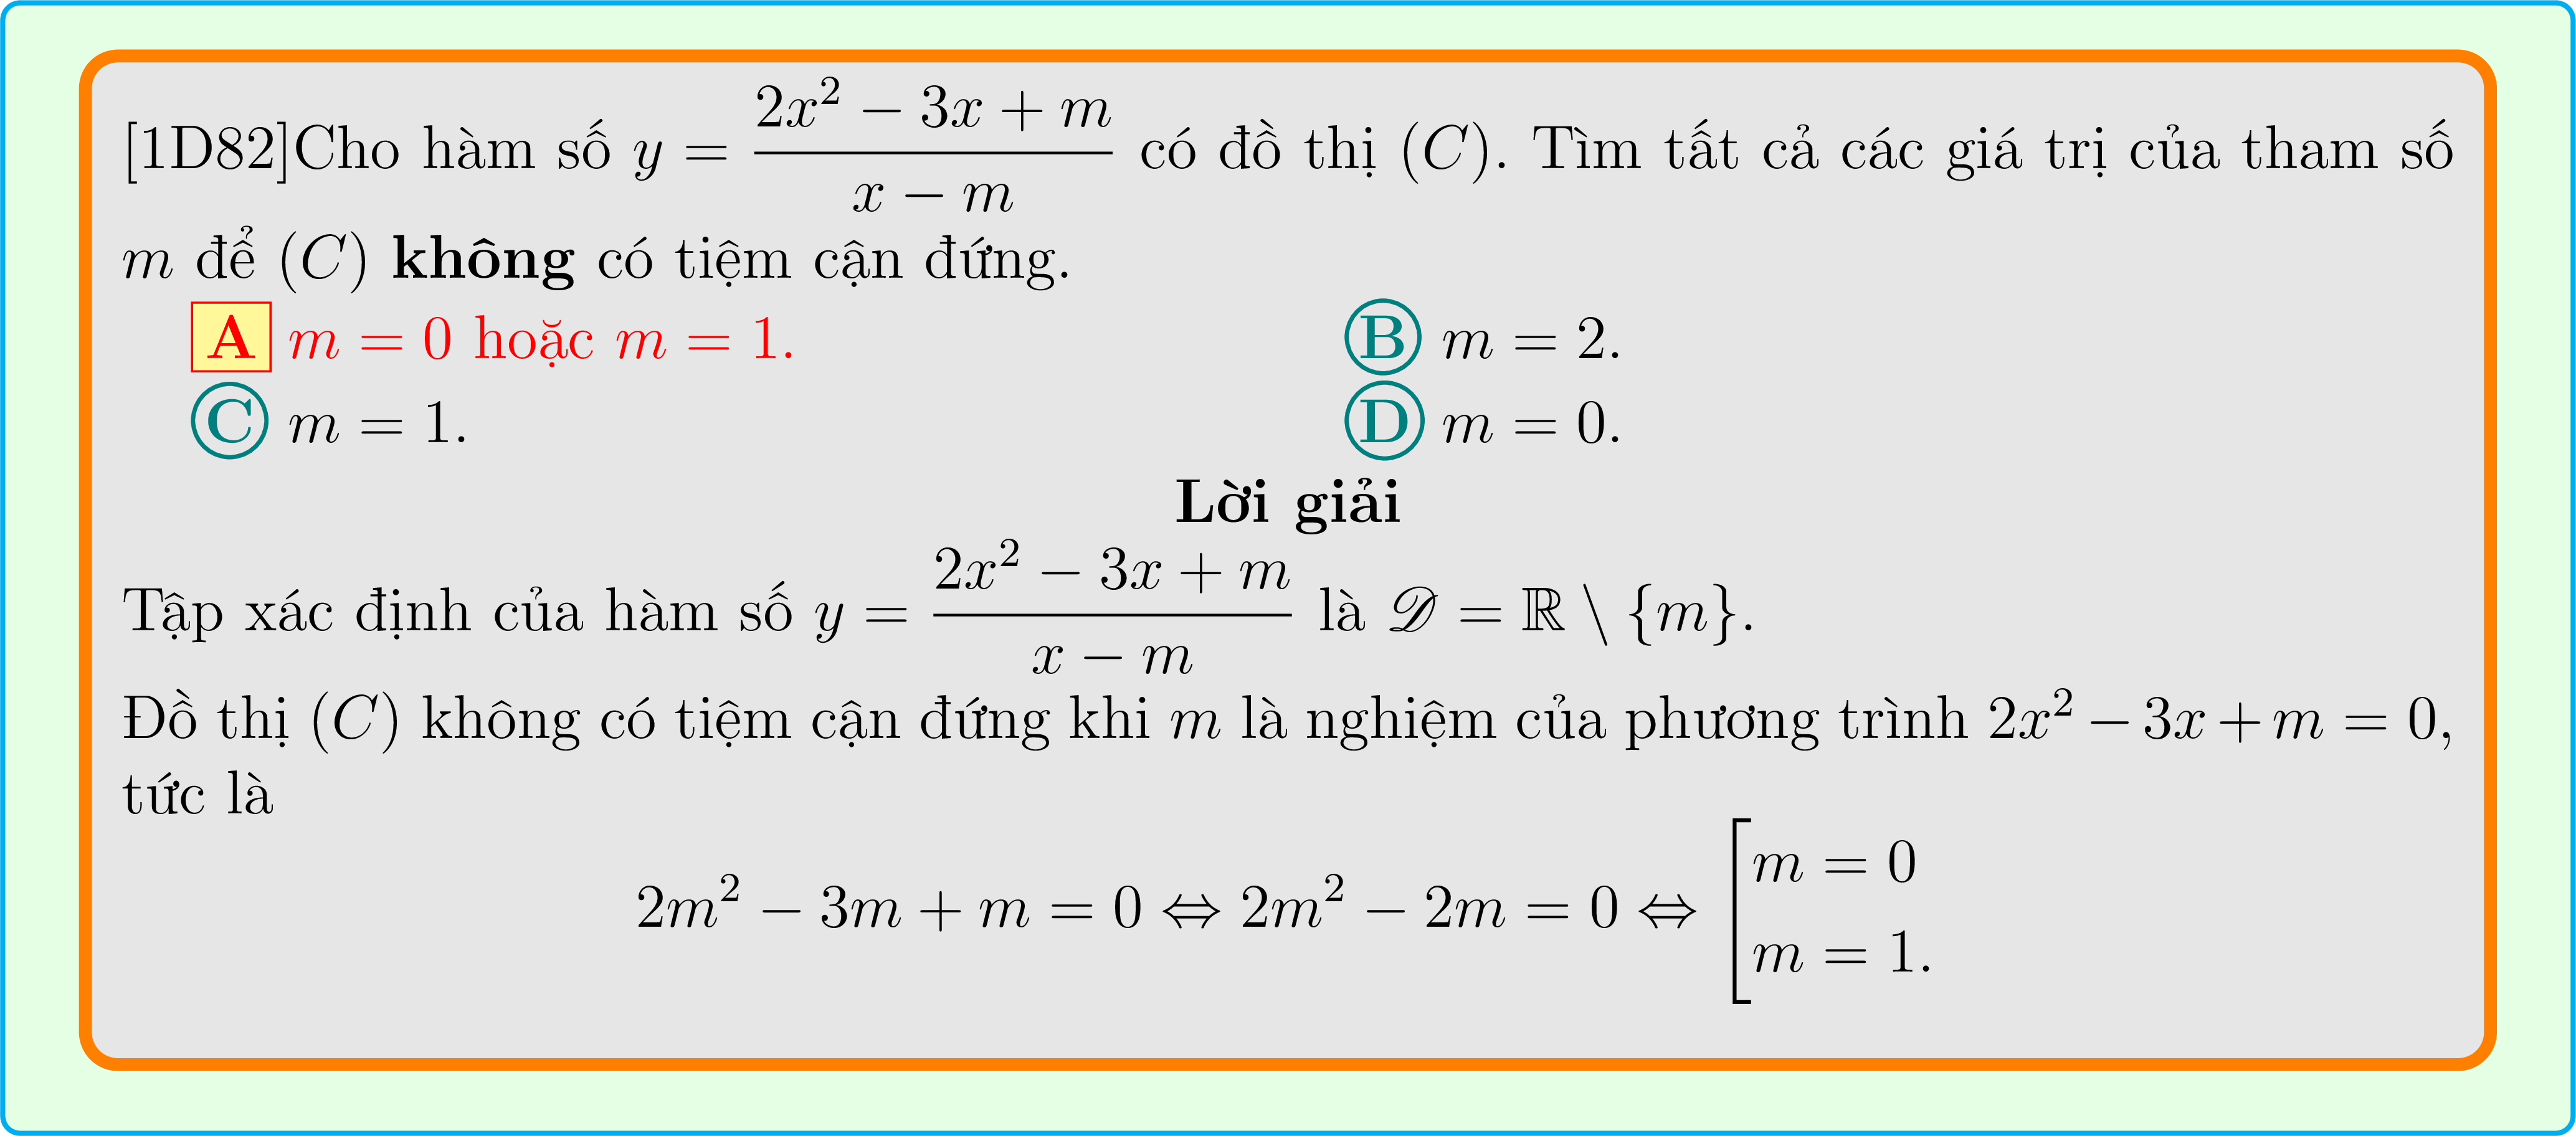 [1D82]Cho hàm số $y = \dfrac{2x^2 - 3x + m}{x - m}$ có đồ thị $(C)$. Tìm tất cả các giá trị của tham số
$m$ để $(C)$ không có tiệm cận đứng.
A $m = 0$ hoặc $m = 1$. B $m = 2$.
C $m = 1$. D $m = 0$.
Lời giải
Tập xác định của hàm số $y = \dfrac{2x^2 - 3x + m}{x - m}$ là $\mathscr{D} = \mathbb{R} \setminus \{m\}$.
Đồ thị $(C)$ không có tiệm cận đứng khi $m$ là nghiệm của phương trình $2x^2 - 3x + m = 0$,
tức là
$2m^2 - 3m + m = 0 \Leftrightarrow 2m^2 - 2m = 0 \Leftrightarrow \left[\begin{array}{l} m = 0 \\ m = 1. \end{array}\right.$